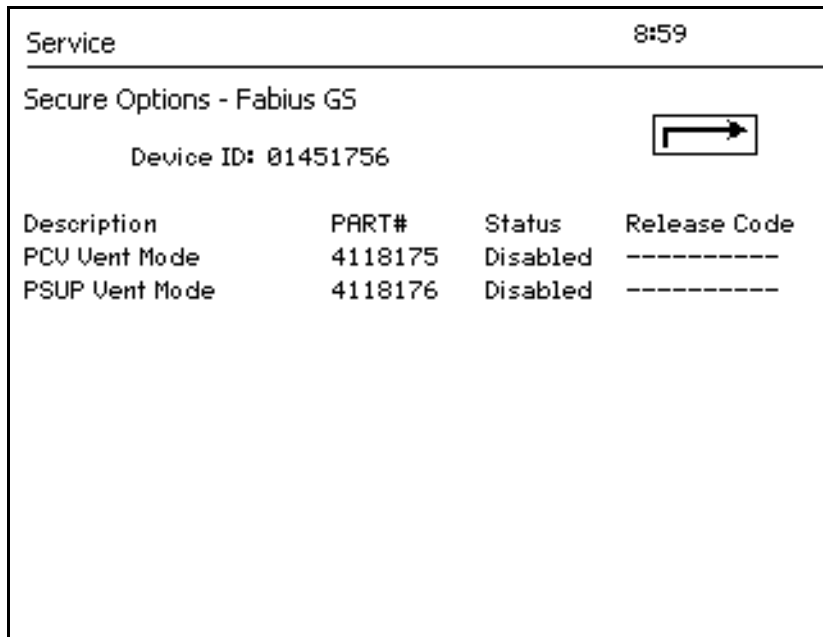 Service 8:59
Secure Options - Fabius GS
Device ID: 01451756
Description PART# Status Release Code
PCV Vent Mode 4118175 Disabled ----------
PSUP Vent Mode 4118176 Disabled ----------